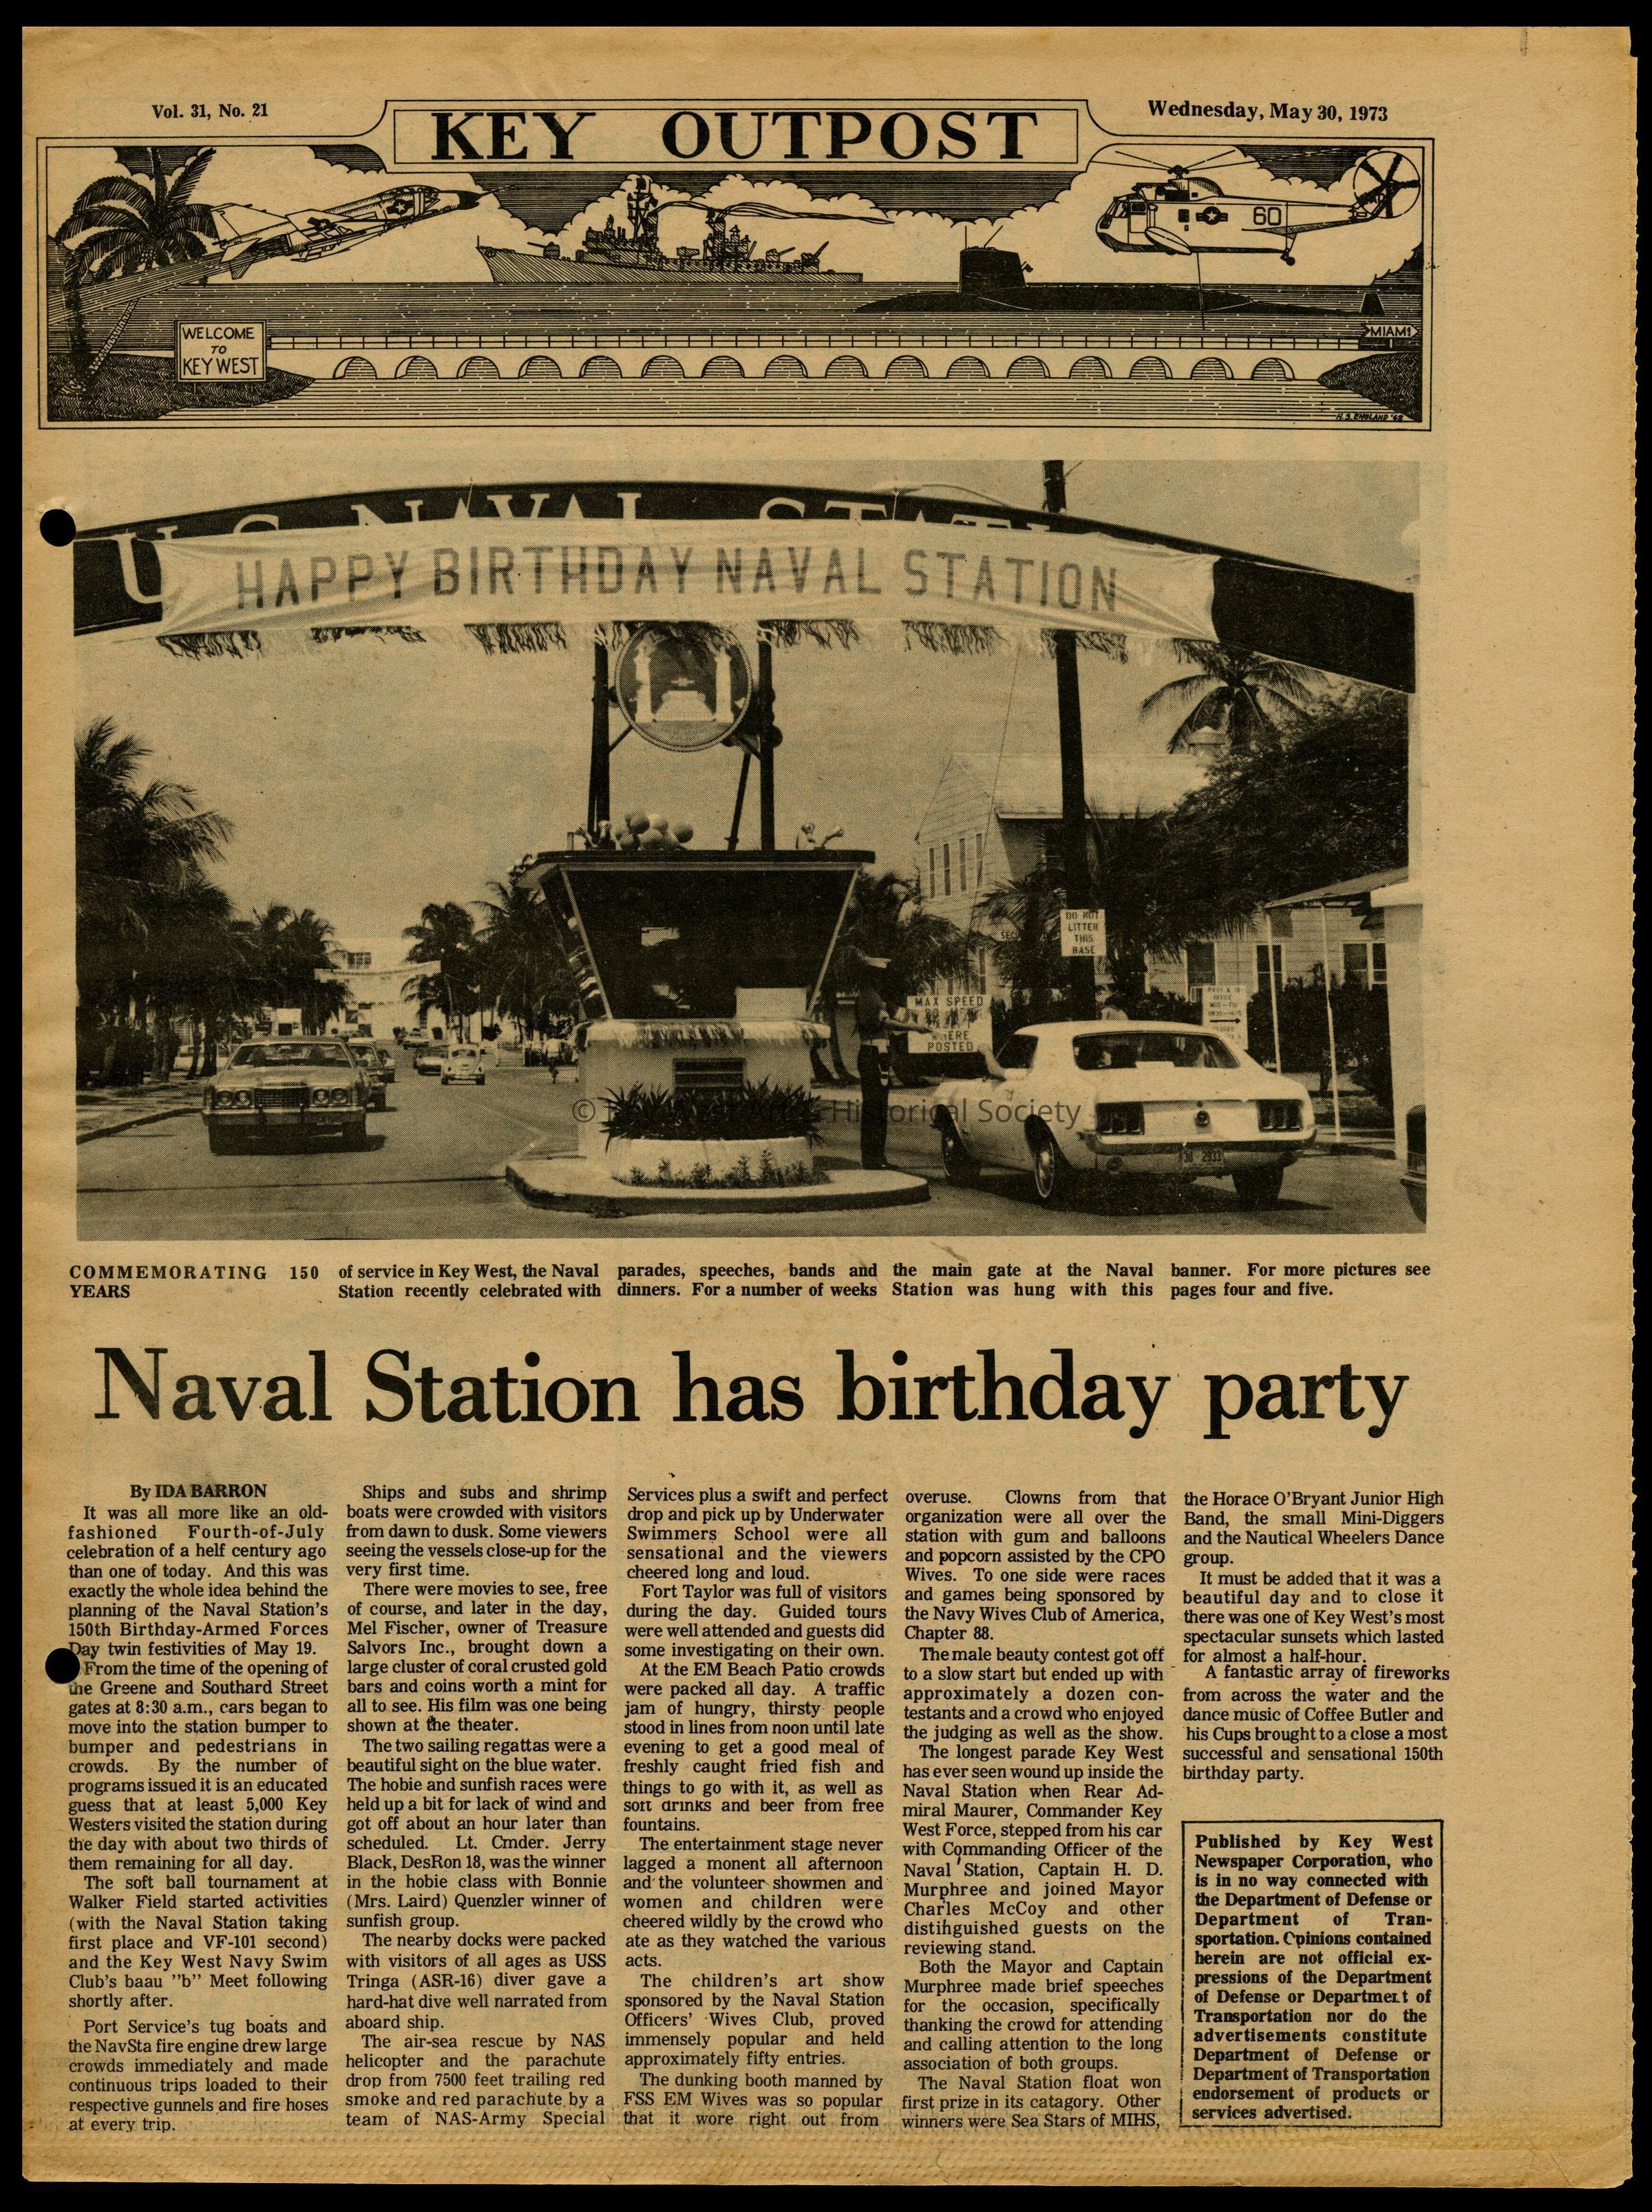 Vol. 31, No. 21
KEY OUTPOST
Wednesday, May 30, 1973
60
WELCOME
TO
KEY WEST
MIAMI
H.S. ENGLAND '68
HAPPY BIRTHDAY NAVAL STATION
DO NOT
LITTER
THIS
BASE
MAX SPEED
WHERE
POSTED
Historical Society
COMMEMORATING 150
YEARS
of service in Key West, the Naval
Station recently celebrated with
parades, speeches, bands and
dinners. For a number of weeks
the main gate at the Naval
Station was hung with this
banner. For more pictures see
pages four and five.
Naval Station has birthday party
By IDA BARRON
It was all more like an old-
fashioned Fourth-of-July
celebration of a helf century ago
than one of today. And this was
exactly the whole idea behind the
planning of the Naval Station's
150th Birthday-Armed Forces
Day twin festivities of May 19.
From the time of the opening of
the Greene and Southard Street
gates at 8:30 a.m., cars began to
move into the station bumper to
bumper and pedestrians in
crowds. By the number of
programs issued it is an educated
guess that at least 5,000 Key
Westers visited the station during
the day with about two thirds of
them remaining for all day.
The soft ball tournament at
Walker Field started activities
(with the Naval Station taking
first place and VF-101 second)
and the Key West Navy Swim
Club's baau "b" Meet following
shortly after.
Port Service's tug boats and
the NavSta fire engine drew large
crowds immediately and made
continuous trips loaded to their
respective gunnels and fire hoses
at every trip.
Ships and subs and shrimp
boats were crowded with visitors
from dawn to dusk. Some viewers
seeing the vessels close-up for the
very first time.
There were movies to see, free
of course, and later in the day,
Mel Fischer, owner of Treasure
Salvors Inc., brought down a
large cluster of coral crusted gold
bars and coins worth a mint for
all to see. His film was one being
shown at the theater.
The two sailing regattas were a
beautiful sight on the blue water.
The hobie and sunfish races were
held up a bit for lack of wind and
got off about an hour later than
scheduled. Lt. Cmder. Jerry
Black, DesRon 18, was the winner
in the hobie class with Bonnie
(Mrs. Laird) Quenzler winner of
sunfish group.
The nearby docks were packed
with visitors of all ages as USS
Tringa (ASR-16) diver gave a
hard-hat dive well narrated from
aboard ship.
The air-sea rescue by NAS
helicopter and the parachute
drop from 7500 feet trailing red
smoke and red parachute by a
team of NAS-Army Special
Services plus a swift and perfect
drop and pick up by Underwater
Swimmers School were all
sensational and the viewers
cheered long and loud.
Fort Taylor was full of visitors
during the day. Guided tours
were well attended and guests did
some investigating on their own.
At the EM Beach Patio crowds
were packed all day. A traffic
jam of hungry, thirsty people
stood in lines from noon until late
evening to get a good meal of
freshly caught fried fish and
things to go with it, as well as
soft drinks and beer from free
fountains.
The entertainment stage never
lagged a monent all afternoon
and the volunteer showmen and
women and children were
cheered wildly by the crowd who
ate as they watched the various
acts.
The children's art show
sponsored by the Naval Station
Officers' Wives Club, proved
immensely popular and held
approximately fifty entries.
The dunking booth manned by
FSS EM Wives was so popular
that it wore right out from
overuse. Clowns from that
organization were all over the
station with gum and balloons
and popcorn assisted by the CPO
Wives. To one side were races
and games being sponsored by
the Navy Wives Club of America,
Chapter 88.
The male beauty contest got off
to a slow start but ended up with
approximately a dozen con-
testants and a crowd who enjoyed
the judging as well as the show.
The longest parade Key West
has ever seen wound up inside the
Naval Station when Rear Ad-
miral Maurer, Commander Key
West Force, stepped from his car
with Commanding Officer of the
Naval Station, Captain H. D.
Murphree and joined Mayor
Charles McCoy and other
distinguished guests on the
reviewing stand.
Both the Mayor and Captain
Murphree made brief speeches
for the occasion, specifically
thanking the crowd for attending
and calling attention to the long
association of both groups.
The Naval Station float won
first prize in its catagory. Other
winners were Sea Stars of MIHS,
the Horace O'Bryant Junior High
Band, the small Mini-Diggers
and the Nautical Wheelers Dance
group.
It must be added that it was a
beautiful day and to close it
there was one of Key West's most
spectacular sunsets which lasted
for almost a half-hour.
A fantastic array of fireworks
from across the water and the
dance music of Coffee Butler and
his Cups brought to a close a most
successful and sensational 150th
birthday party.
Published by Key West
Newspaper Corporation, who
is in no way connected with
the Department of Defense or
Department of Tran-
sportation. Opinions contained
herein are not official ex-
pressions of the Department
of Defense or Department of
Transportation nor do the
advertisements constitute
Department of Defense or
Department of Transportation
endorsement of products or
services advertised.